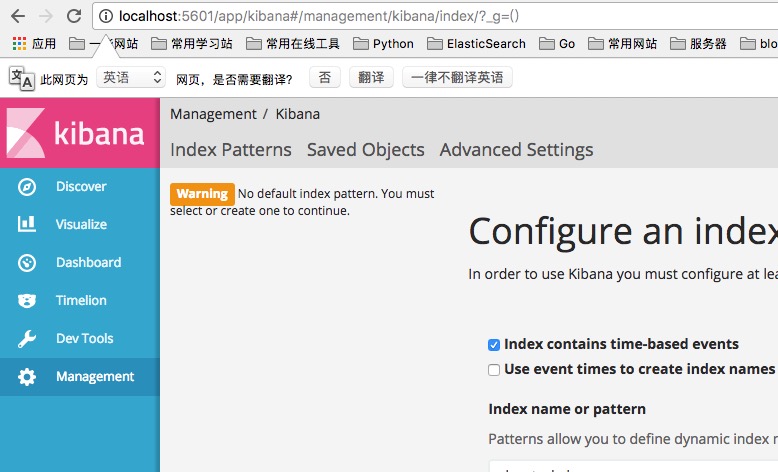 localhost:5601/app/kibana#/management/kibana/index/?_g=()
应用 一些网站 常用学习站 常用在线工具 Python ElasticSearch Go 常用网站 服务器 blo
此网页为 英语 网页，是否需要翻译？ 否 翻译 一律不翻译英语
kibana
Management / Kibana
Index Patterns Saved Objects Advanced Settings
Discover
Visualize
Dashboard
Timelion
Dev Tools
Management
Warning No default index pattern. You must
select or create one to continue.
Configure an index
In order to use Kibana you must configure at lea
Index contains time-based events
Use event times to create index names
Index name or pattern
Patterns allow you to define dynamic index n